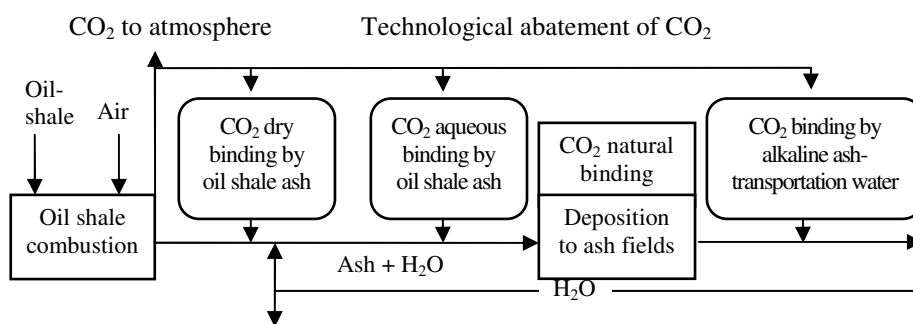 CO₂ to atmosphere
Technological abatement of CO₂
Oil-
shale
Air
CO₂ dry
binding by
oil shale ash
CO₂ aqueous
binding by
oil shale ash
CO₂ natural
binding
CO₂ binding by
alkaline ash-
transportation water
Oil shale
combustion
Deposition
to ash fields
Ash + H₂O
H₂O